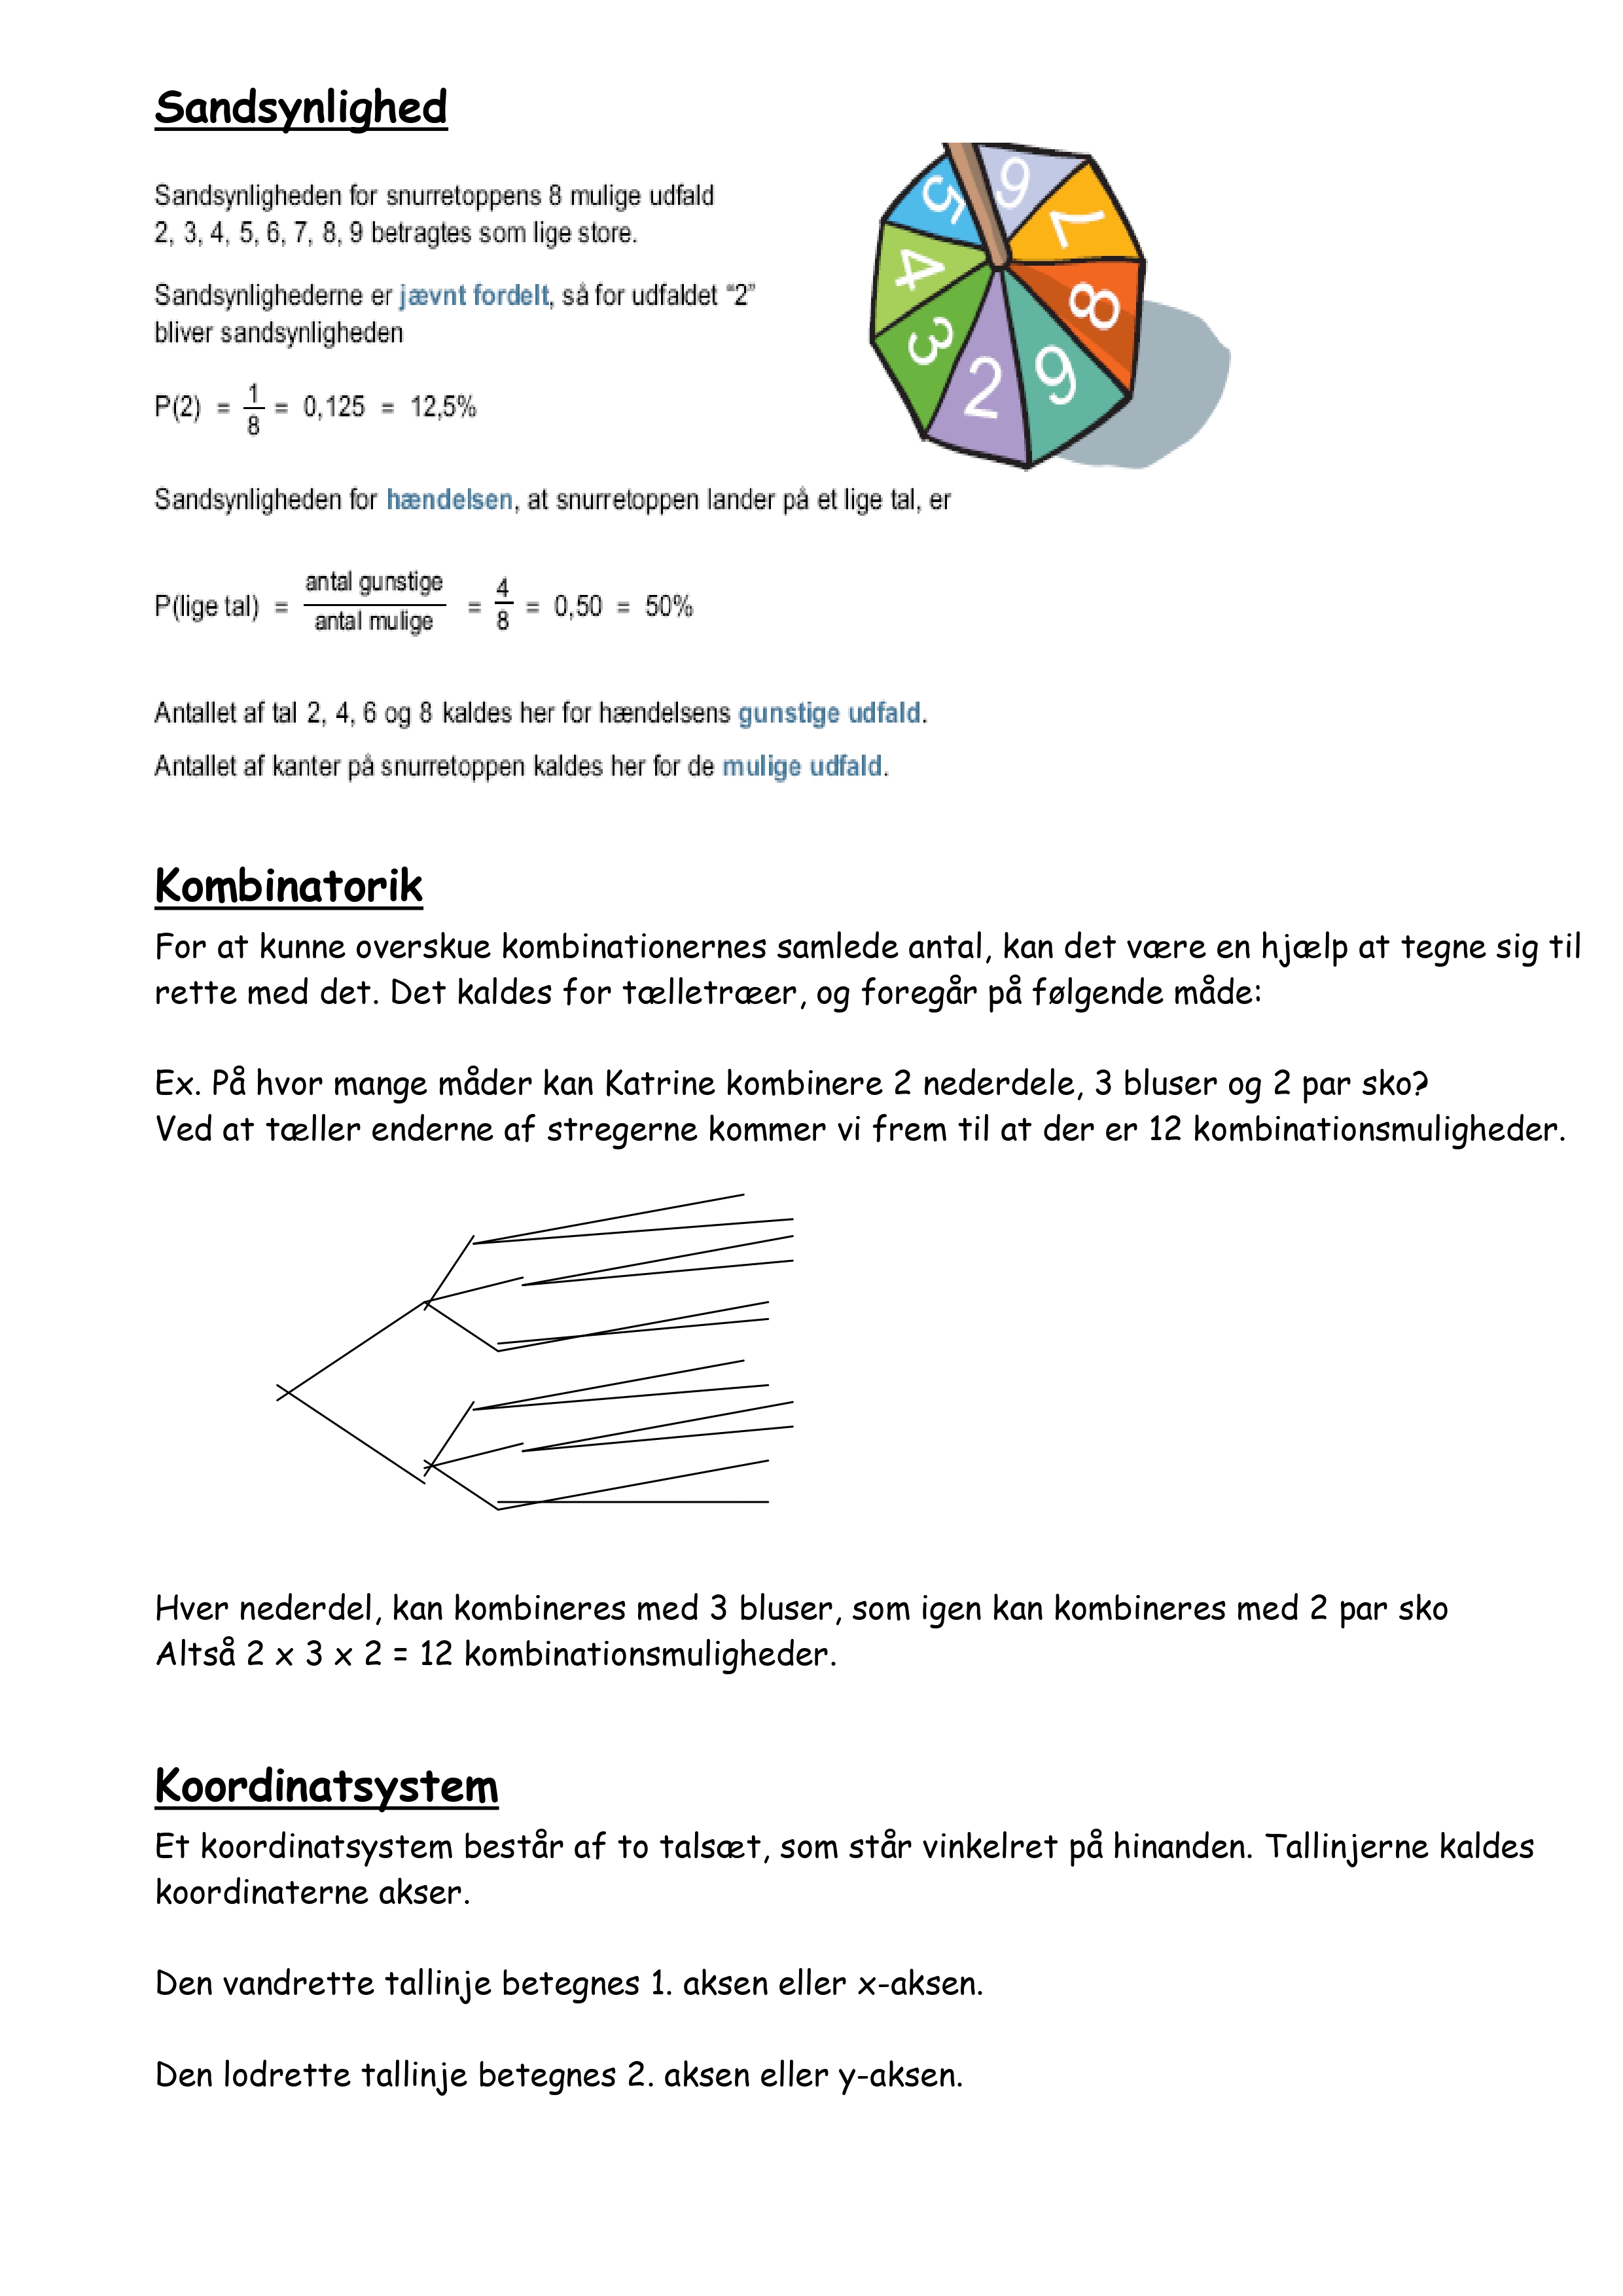 Sandsynlighed
Sandsynligheden for snurretoppens 8 mulige udfald
2, 3, 4, 5, 6, 7, 8, 9 betragtes som lige store.
Sandsynlighederne er jævnt fordelt, så for udfaldet “2”
bliver sandsynligheden
P(2) = 1/8 = 0,125 = 12,5%
5 6 7 8 9 2 3 4
Sandsynligheden for hændelsen, at snurretoppen lander på et lige tal, er
P(lige tal) = antal gunstige / antal mulige = 4/8 = 0,50 = 50%
Antallet af tal 2, 4, 6 og 8 kaldes her for hændelsens gunstige udfald.
Antallet af kanter på snurretoppen kaldes her for de mulige udfald.
Kombinatorik
For at kunne overskue kombinationernes samlede antal, kan det være en hjælp at tegne sig til
rette med det. Det kaldes for tælletræer, og foregår på følgende måde:
Ex. På hvor mange måder kan Katrine kombinere 2 nederdele, 3 bluser og 2 par sko?
Ved at tæller enderne af stregerne kommer vi frem til at der er 12 kombinationsmuligheder.
Hver nederdel, kan kombineres med 3 bluser, som igen kan kombineres med 2 par sko
Altså 2 x 3 x 2 = 12 kombinationsmuligheder.
Koordinatsystem
Et koordinatsystem består af to talsæt, som står vinkelret på hinanden. Tallinjerne kaldes
koordinaterne akser.
Den vandrette tallinje betegnes 1. aksen eller x-aksen.
Den lodrette tallinje betegnes 2. aksen eller y-aksen.